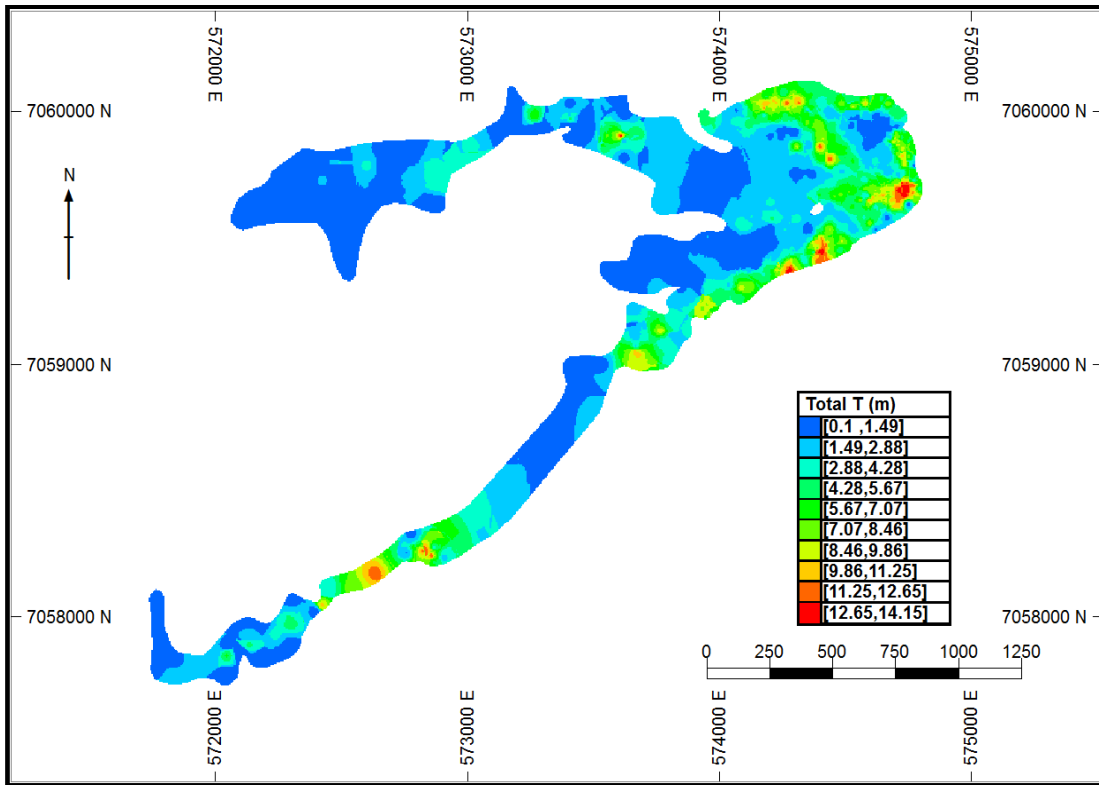 572000 E
573000 E
574000 E
575000 E
7060000 N
7060000 N
N
7059000 N
7059000 N
Total T (m)
[0.1 ,1.49]
[1.49,2.88]
[2.88,4.28]
[4.28,5.67]
[5.67,7.07]
[7.07,8.46]
[8.46,9.86]
[9.86,11.25]
[11.25,12.65]
[12.65,14.15]
7058000 N
7058000 N
0 250 500 750 1000 1250
572000 E
573000 E
574000 E
575000 E